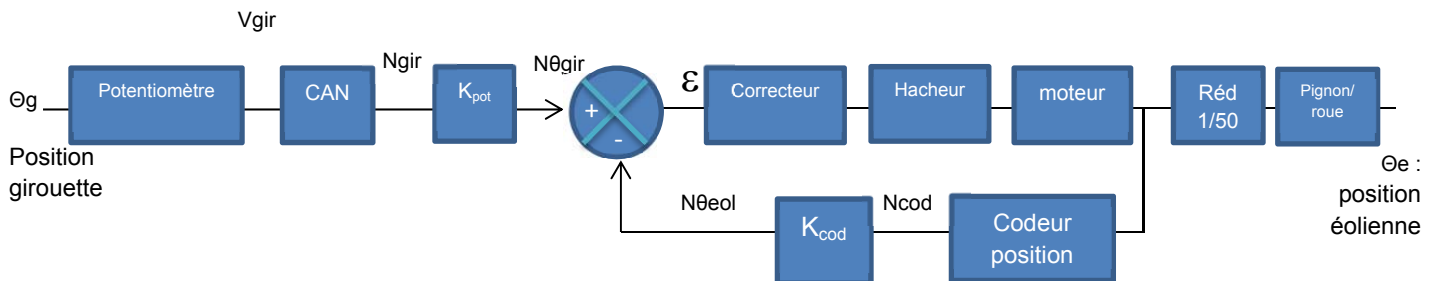 Vgir
Ngir
Nθgir
Θg
Potentiomètre
CAN
Kpot
+
-
ε
Correcteur
Hacheur
moteur
Réd
1/50
Pignon/
roue
Position
girouette
Θe :
position
éolienne
Nθeol
Kcod
Ncod
Codeur
position